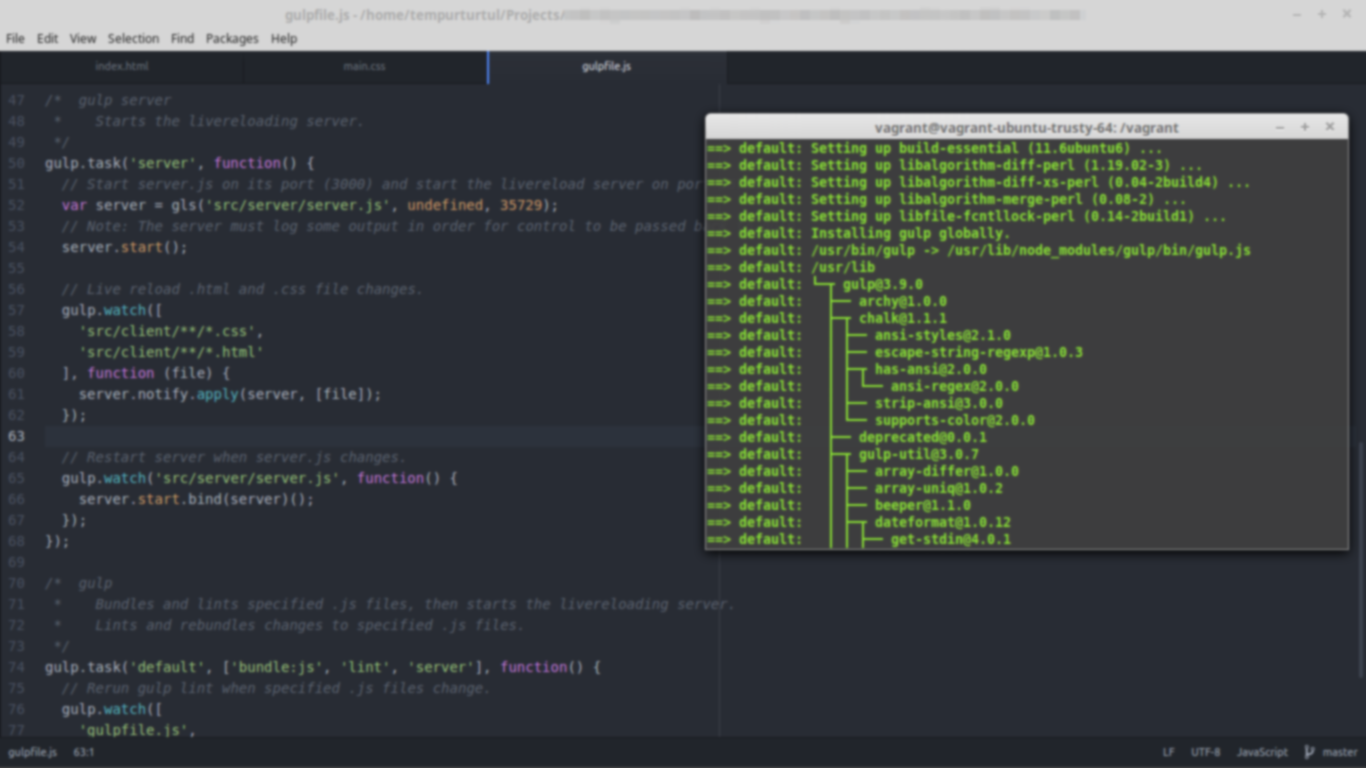 gulpfile.js - /home/tempurturtul/Projects/
File Edit View Selection Find Packages Help
index.html main.css gulpfile.js
47 /*  gulp server
48  *    Starts the livereloading server.
49  */
50 gulp.task('server', function() {
51   // Start server.js on its port (3000) and start the livereload server on por
52   var server = gls('src/server/server.js', undefined, 35729);
53   // Note: The server must log some output in order for control to be passed b
54   server.start();
55
56   // Live reload .html and .css file changes.
57   gulp.watch([
58     'src/client/**/*.css',
59     'src/client/**/*.html'
60   ], function (file) {
61     server.notify.apply(server, [file]);
62   });
63
64   // Restart server when server.js changes.
65   gulp.watch('src/server/server.js', function() {
66     server.start.bind(server)();
67   });
68 });
69
70 /*  gulp
71  *    Bundles and lints specified .js files, then starts the livereloading server.
72  *    Lints and rebundles changes to specified .js files.
73  */
74 gulp.task('default', ['bundle:js', 'lint', 'server'], function() {
75   // Rerun gulp lint when specified .js files change.
76   gulp.watch([
77     'gulpfile.js',
vagrant@vagrant-ubuntu-trusty-64: /vagrant
==> default: Setting up build-essential (11.6ubuntu6) ...
==> default: Setting up libalgorithm-diff-perl (1.19.02-3) ...
==> default: Setting up libalgorithm-diff-xs-perl (0.04-2build4) ...
==> default: Setting up libalgorithm-merge-perl (0.08-2) ...
==> default: Setting up libfile-fcntllock-perl (0.14-2build1) ...
==> default: Installing gulp globally.
==> default: /usr/bin/gulp -> /usr/lib/node_modules/gulp/bin/gulp.js
==> default: /usr/lib
==> default: └─┬ gulp@3.9.0
==> default:   ├── archy@1.0.0
==> default:   ├─┬ chalk@1.1.1
==> default:   │ ├── ansi-styles@2.1.0
==> default:   │ ├── escape-string-regexp@1.0.3
==> default:   │ ├─┬ has-ansi@2.0.0
==> default:   │ │ └── ansi-regex@2.0.0
==> default:   │ ├── strip-ansi@3.0.0
==> default:   │ └── supports-color@2.0.0
==> default:   ├── deprecated@0.0.1
==> default:   ├─┬ gulp-util@3.0.7
==> default:   │ ├── array-differ@1.0.0
==> default:   │ ├── array-uniq@1.0.2
==> default:   │ ├── beeper@1.1.0
==> default:   │ ├─┬ dateformat@1.0.12
==> default:   │ │ ├── get-stdin@4.0.1
gulpfile.js 63:1 LF UTF-8 JavaScript master